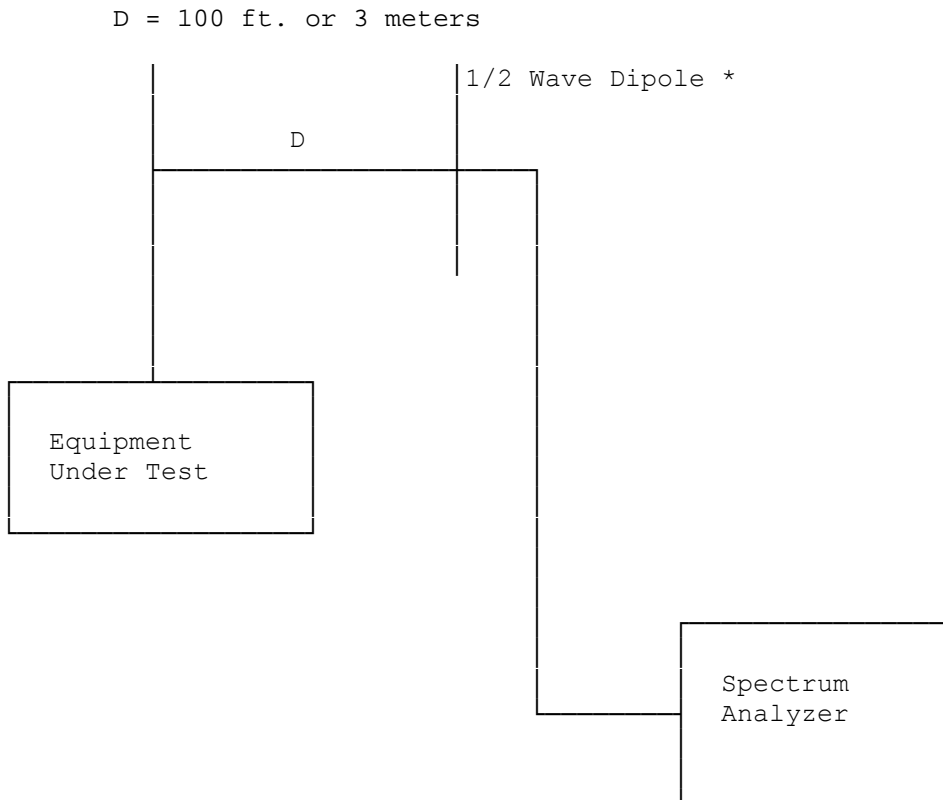 D = 100 ft. or 3 meters
1/2 Wave Dipole *
D
Equipment
Under Test
Spectrum
Analyzer